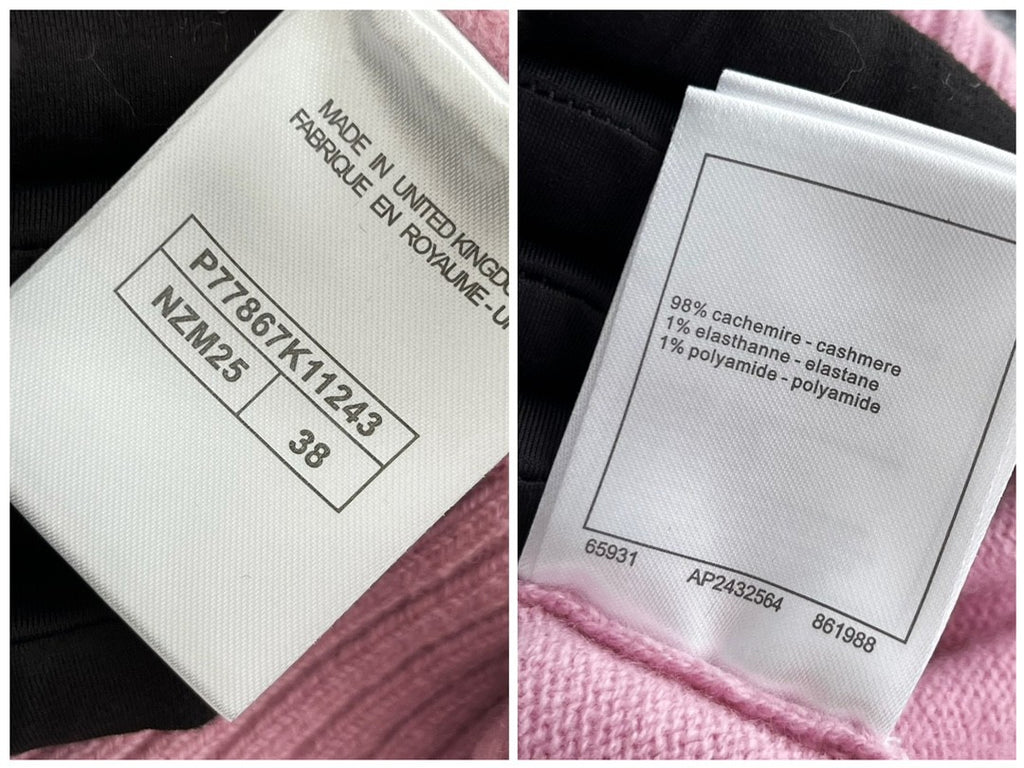 MADE IN UNITED KINGDO
FABRIQUE EN ROYAUME-U
P77867K11243
NZM25
38
98% cachemire - cashmere
1% elasthanne - elastane
1% polyamide - polyamide
65931
AP2432564
861988